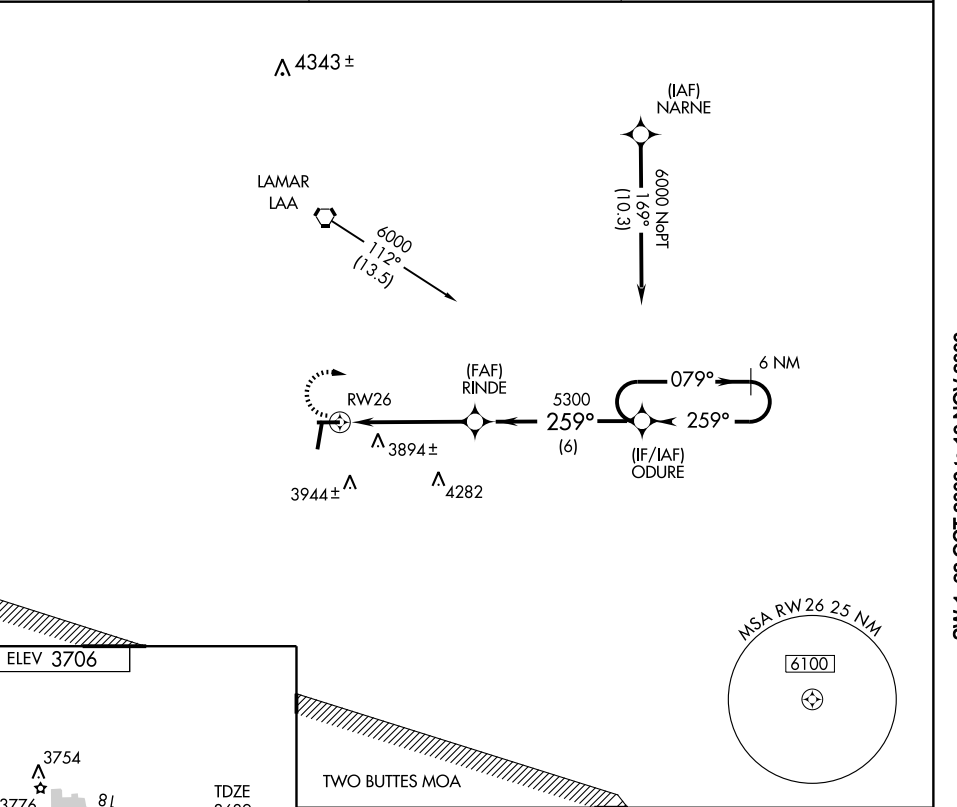 4343 ±
(IAF)
NARNE
6000 NoPT
169°
(10.3)
LAMAR
LAA
6000
112°
(13.5)
6 NM
079°
(FAF)
RINDE
RW26
5300
259°
(6)
259°
(IF/IAF)
ODURE
3894 ±
3944 ±
4282
MSA RW26 25 NM
6100
ELEV 3706
3754
3776
TDZE
TWO BUTTES MOA